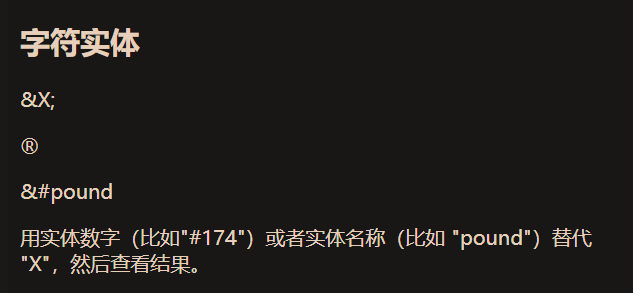 字符实体
&X;
®
&#pound
用实体数字（比如"#174"）或者实体名称（比如 "pound"）替代
"X"，然后查看结果。